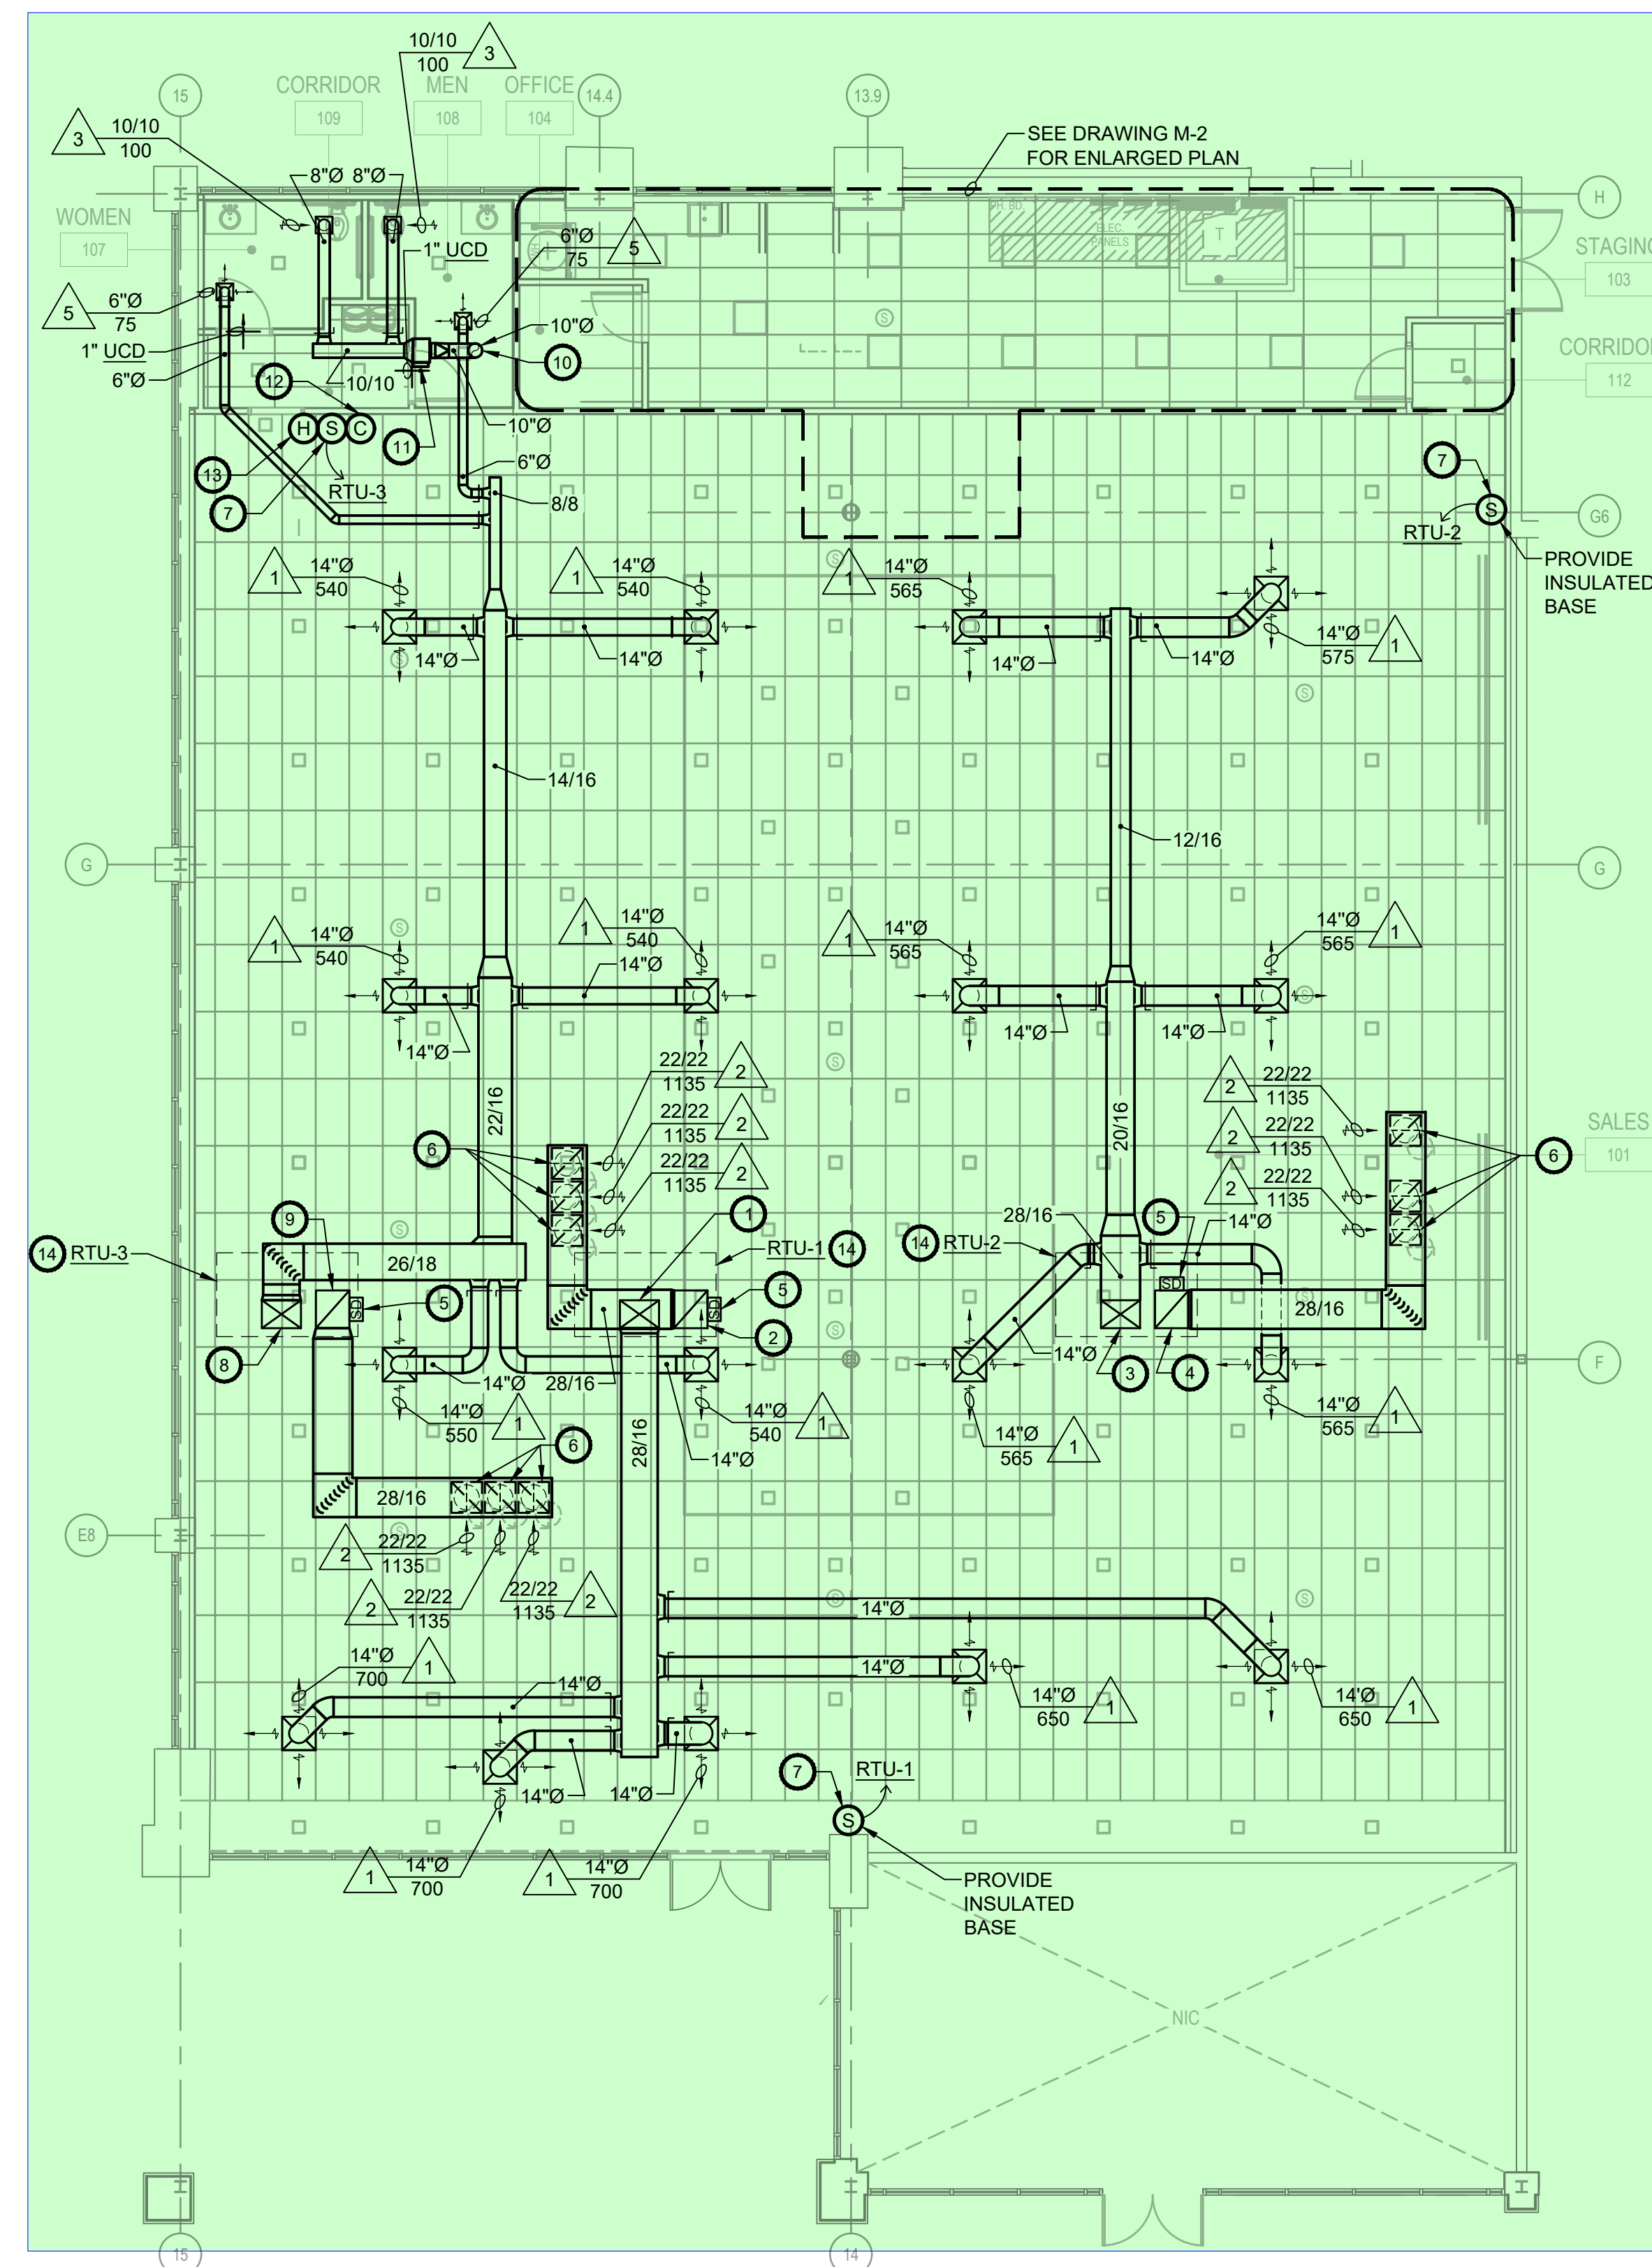 10/10
100
3
15
CORRIDOR
109
MEN
108
OFFICE
104
14.4
13.9
3
10/10
100
SEE DRAWING M-2
FOR ENLARGED PLAN
8"Ø
8"Ø
H
WOMEN
107
PH. BD.
ELEC.
PANELS
T
1" UCD
6"Ø
75
5
STAGING
103
5
6"Ø
75
S
10"Ø
1" UCD
6"Ø
10
CORRIDOR
112
10/10
12
H
S
C
11
10"Ø
13
7
RTU-3
6"Ø
8/8
7
S
G6
RTU-2
PROVIDE
INSULATED
BASE
1
14"Ø
540
1
14"Ø
540
S
1
14"Ø
565
14"Ø
14"Ø
S
14"Ø
14"Ø
14"Ø
575
1
S
14/16
12/16
G
G
1
14"Ø
540
S
1
14"Ø
540
14"Ø
1
14"Ø
565
14"Ø
565
1
S
14"Ø
14"Ø
14"Ø
22/16
20/16
S
22/22
1135
2
22/22
1135
2
22/22
1135
2
2
22/22
1135
2
22/22
1135
2
22/22
1135
6
6
SALES
101
9
1
S
28/16
5
14"Ø
14
RTU-3
26/18
RTU-1
14
14
RTU-2
5
SD
5
SD
2
S
SD
S
28/16
8
14"Ø
28/16
14"Ø
3
4
F
14"Ø
550
1
14"Ø
540
1
14"Ø
14"Ø
565
1
14"Ø
565
1
6
28/16
28/16
E8
S
2
22/22
1135
2
22/22
1135
22/22
1135
2
S
S
14"Ø
14"Ø
700
1
14"Ø
14"Ø
14"Ø
650
1
14'Ø
650
1
14"Ø
14"Ø
7
RTU-1
S
1
14"Ø
700
1
14"Ø
700
PROVIDE
INSULATED
BASE
NIC
15
14